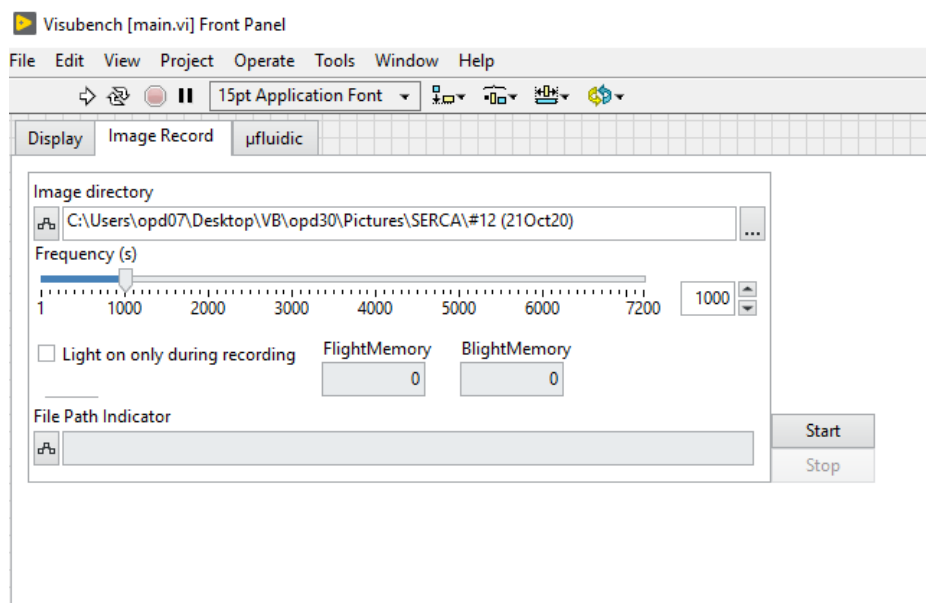 Visubench [main.vi] Front Panel
File Edit View Project Operate Tools Window Help
15pt Application Font
Display Image Record µfluidic
Image directory
C:\Users\opd07\Desktop\VB\opd30\Pictures\SERCA\#12 (21Oct20)
...
Frequency (s)
1 1000 2000 3000 4000 5000 6000 7200
1000
Light on only during recording
FlightMemory BlightMemory
0 0
File Path Indicator
Start
Stop